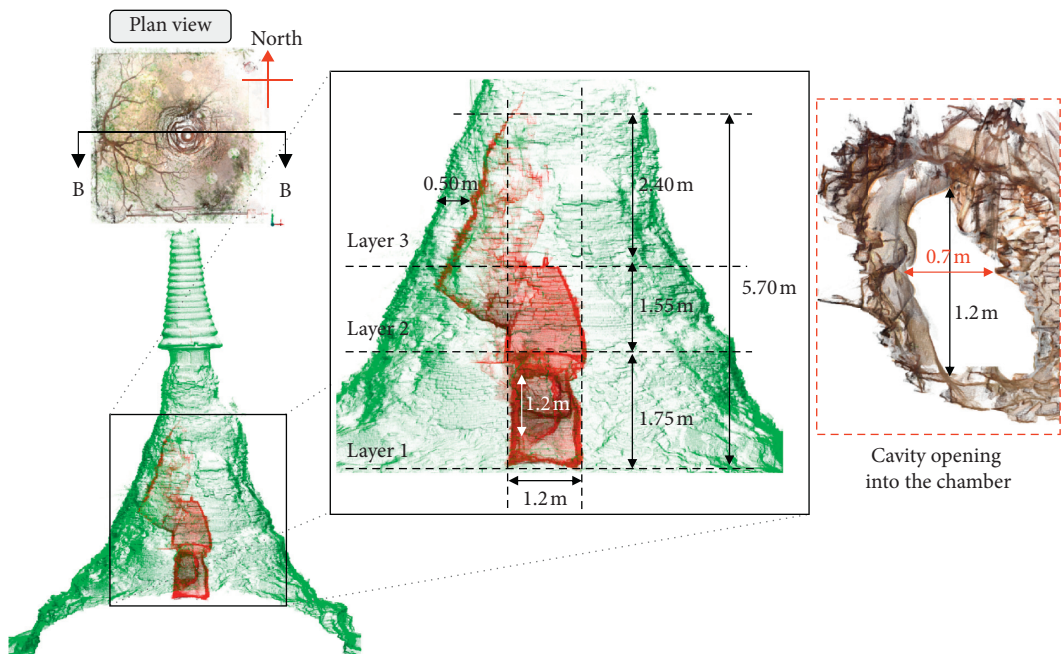 Plan view
North
B
B
0.50 m
2.40 m
Layer 3
5.70 m
1.55 m
Layer 2
1.2 m
1.75 m
Layer 1
1.2 m
0.7 m
1.2 m
Cavity opening
into the chamber